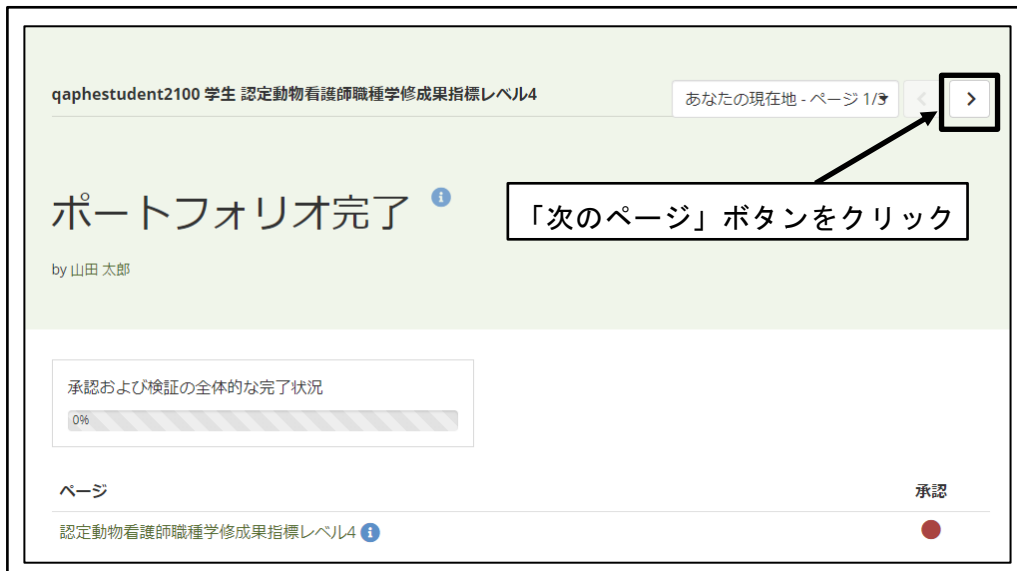 qaphestudent2100 学生 認定動物看護師職種学修成果指標レベル4
あなたの現在地 - ページ 1/3
ポートフォリオ完了
「次のページ」ボタンをクリック
by 山田 太郎
承認および検証の全体的な完了状況
0%
ページ 承認
認定動物看護師職種学修成果指標レベル4